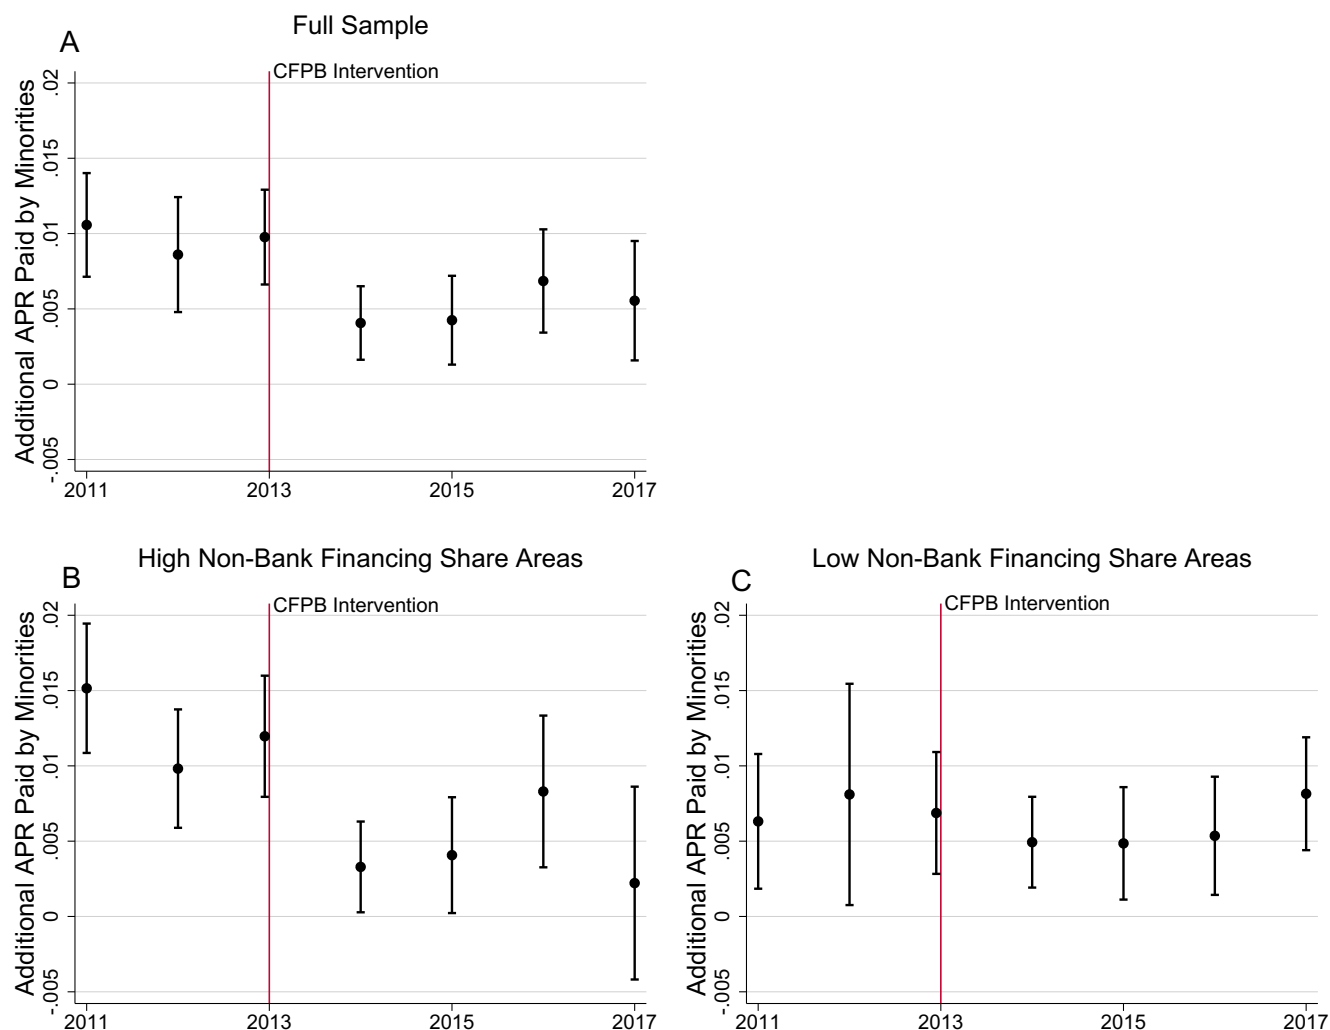 Full Sample
A
CFPB Intervention
Additional APR Paid by Minorities
.02
.015
.01
.005
0
-.005
2011 2013 2015 2017
High Non-Bank Financing Share Areas
B
CFPB Intervention
Additional APR Paid by Minorities
.02
.015
.01
.005
0
-.005
2011 2013 2015 2017
Low Non-Bank Financing Share Areas
C
CFPB Intervention
Additional APR Paid by Minorities
.02
.015
.01
.005
0
-.005
2011 2013 2015 2017